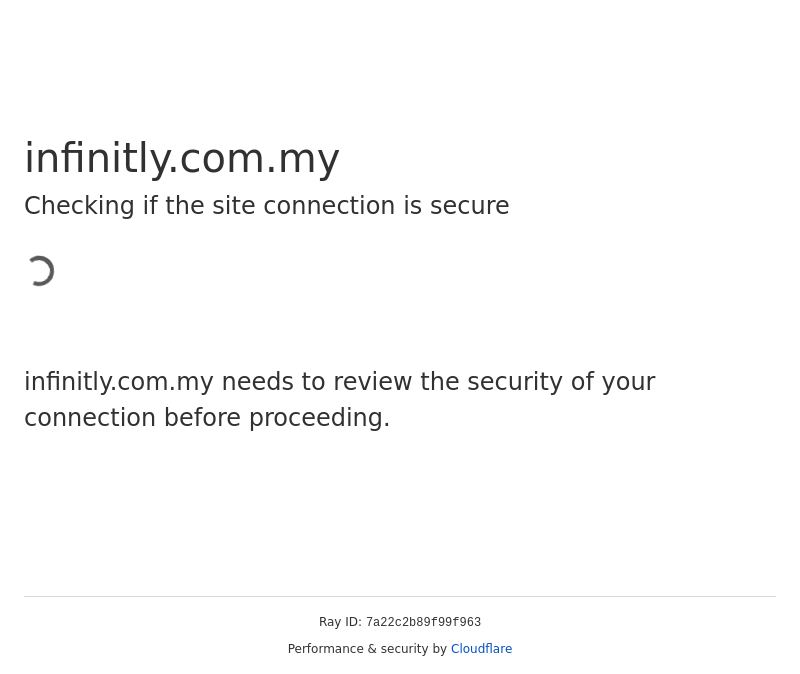 infinitly.com.my
Checking if the site connection is secure
infinitly.com.my needs to review the security of your
connection before proceeding.
Ray ID: 7a22c2b89f99f963
Performance & security by Cloudflare